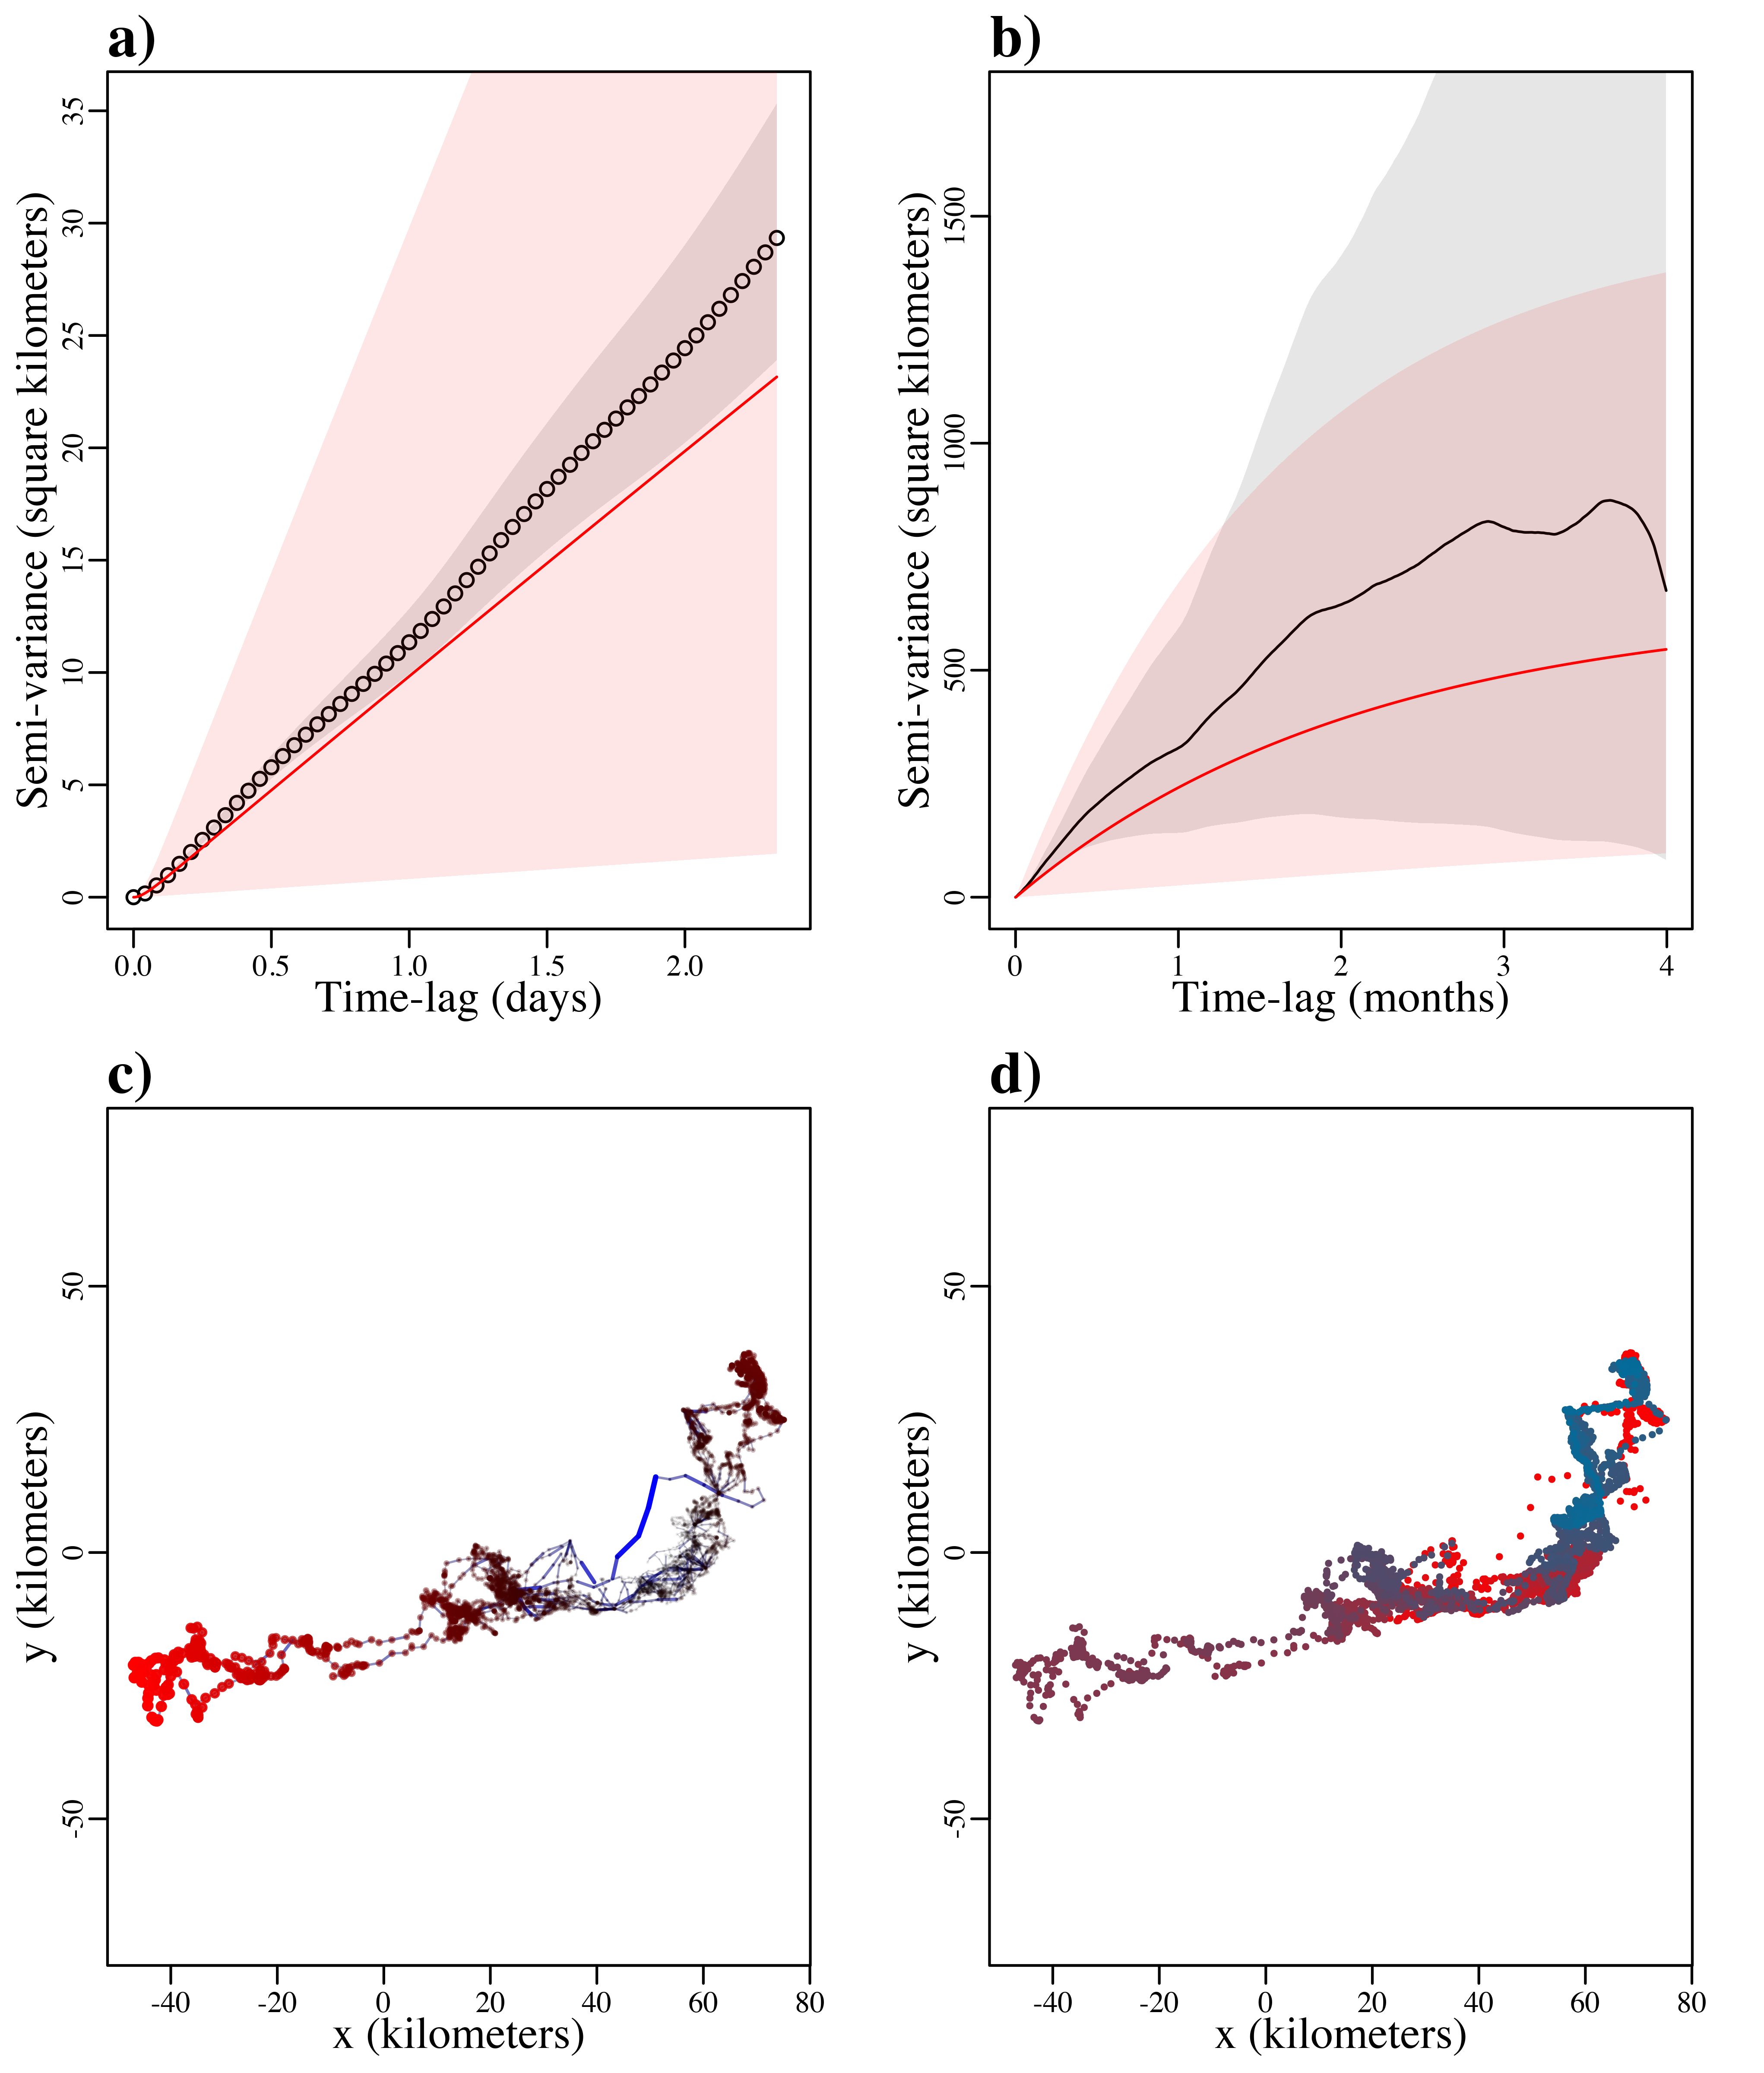 a)
Semi-variance (square kilometers)
35
30
25
20
15
10
5
0
0.0 0.5 1.0 1.5 2.0
Time-lag (days)
b)
Semi-variance (square kilometers)
1500
1000
500
0
0 1 2 3 4
Time-lag (months)
c)
y (kilometers)
50
0
-50
-40 -20 0 20 40 60 80
x (kilometers)
d)
y (kilometers)
50
0
-50
-40 -20 0 20 40 60 80
x (kilometers)